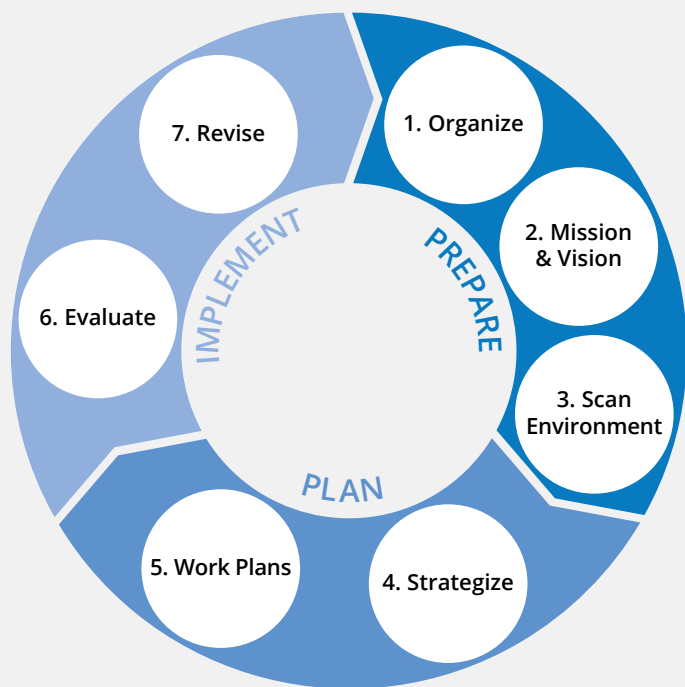 PREPARE
1. Organize
2. Mission
& Vision
3. Scan
Environment
PLAN
4. Strategize
5. Work Plans
IMPLEMENT
6. Evaluate
7. Revise